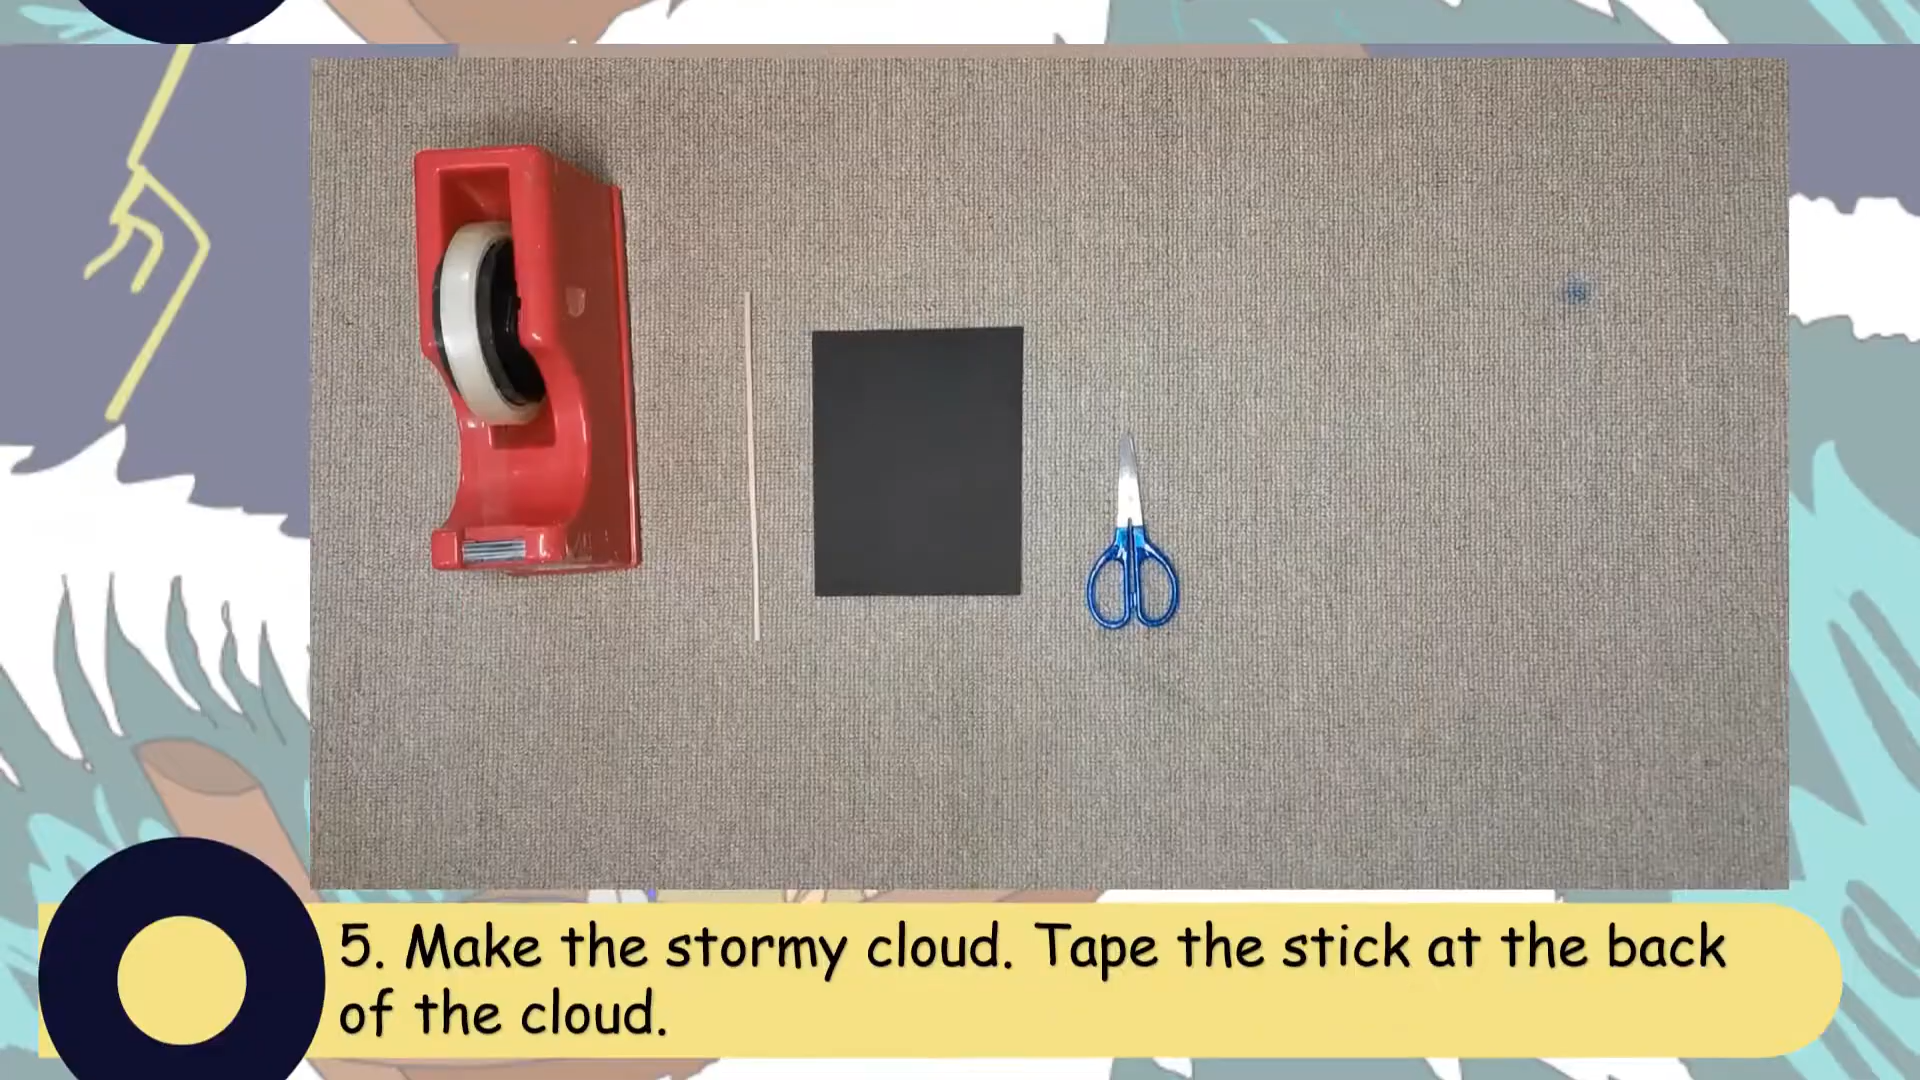 5. Make the stormy cloud. Tape the stick at the back
of the cloud.